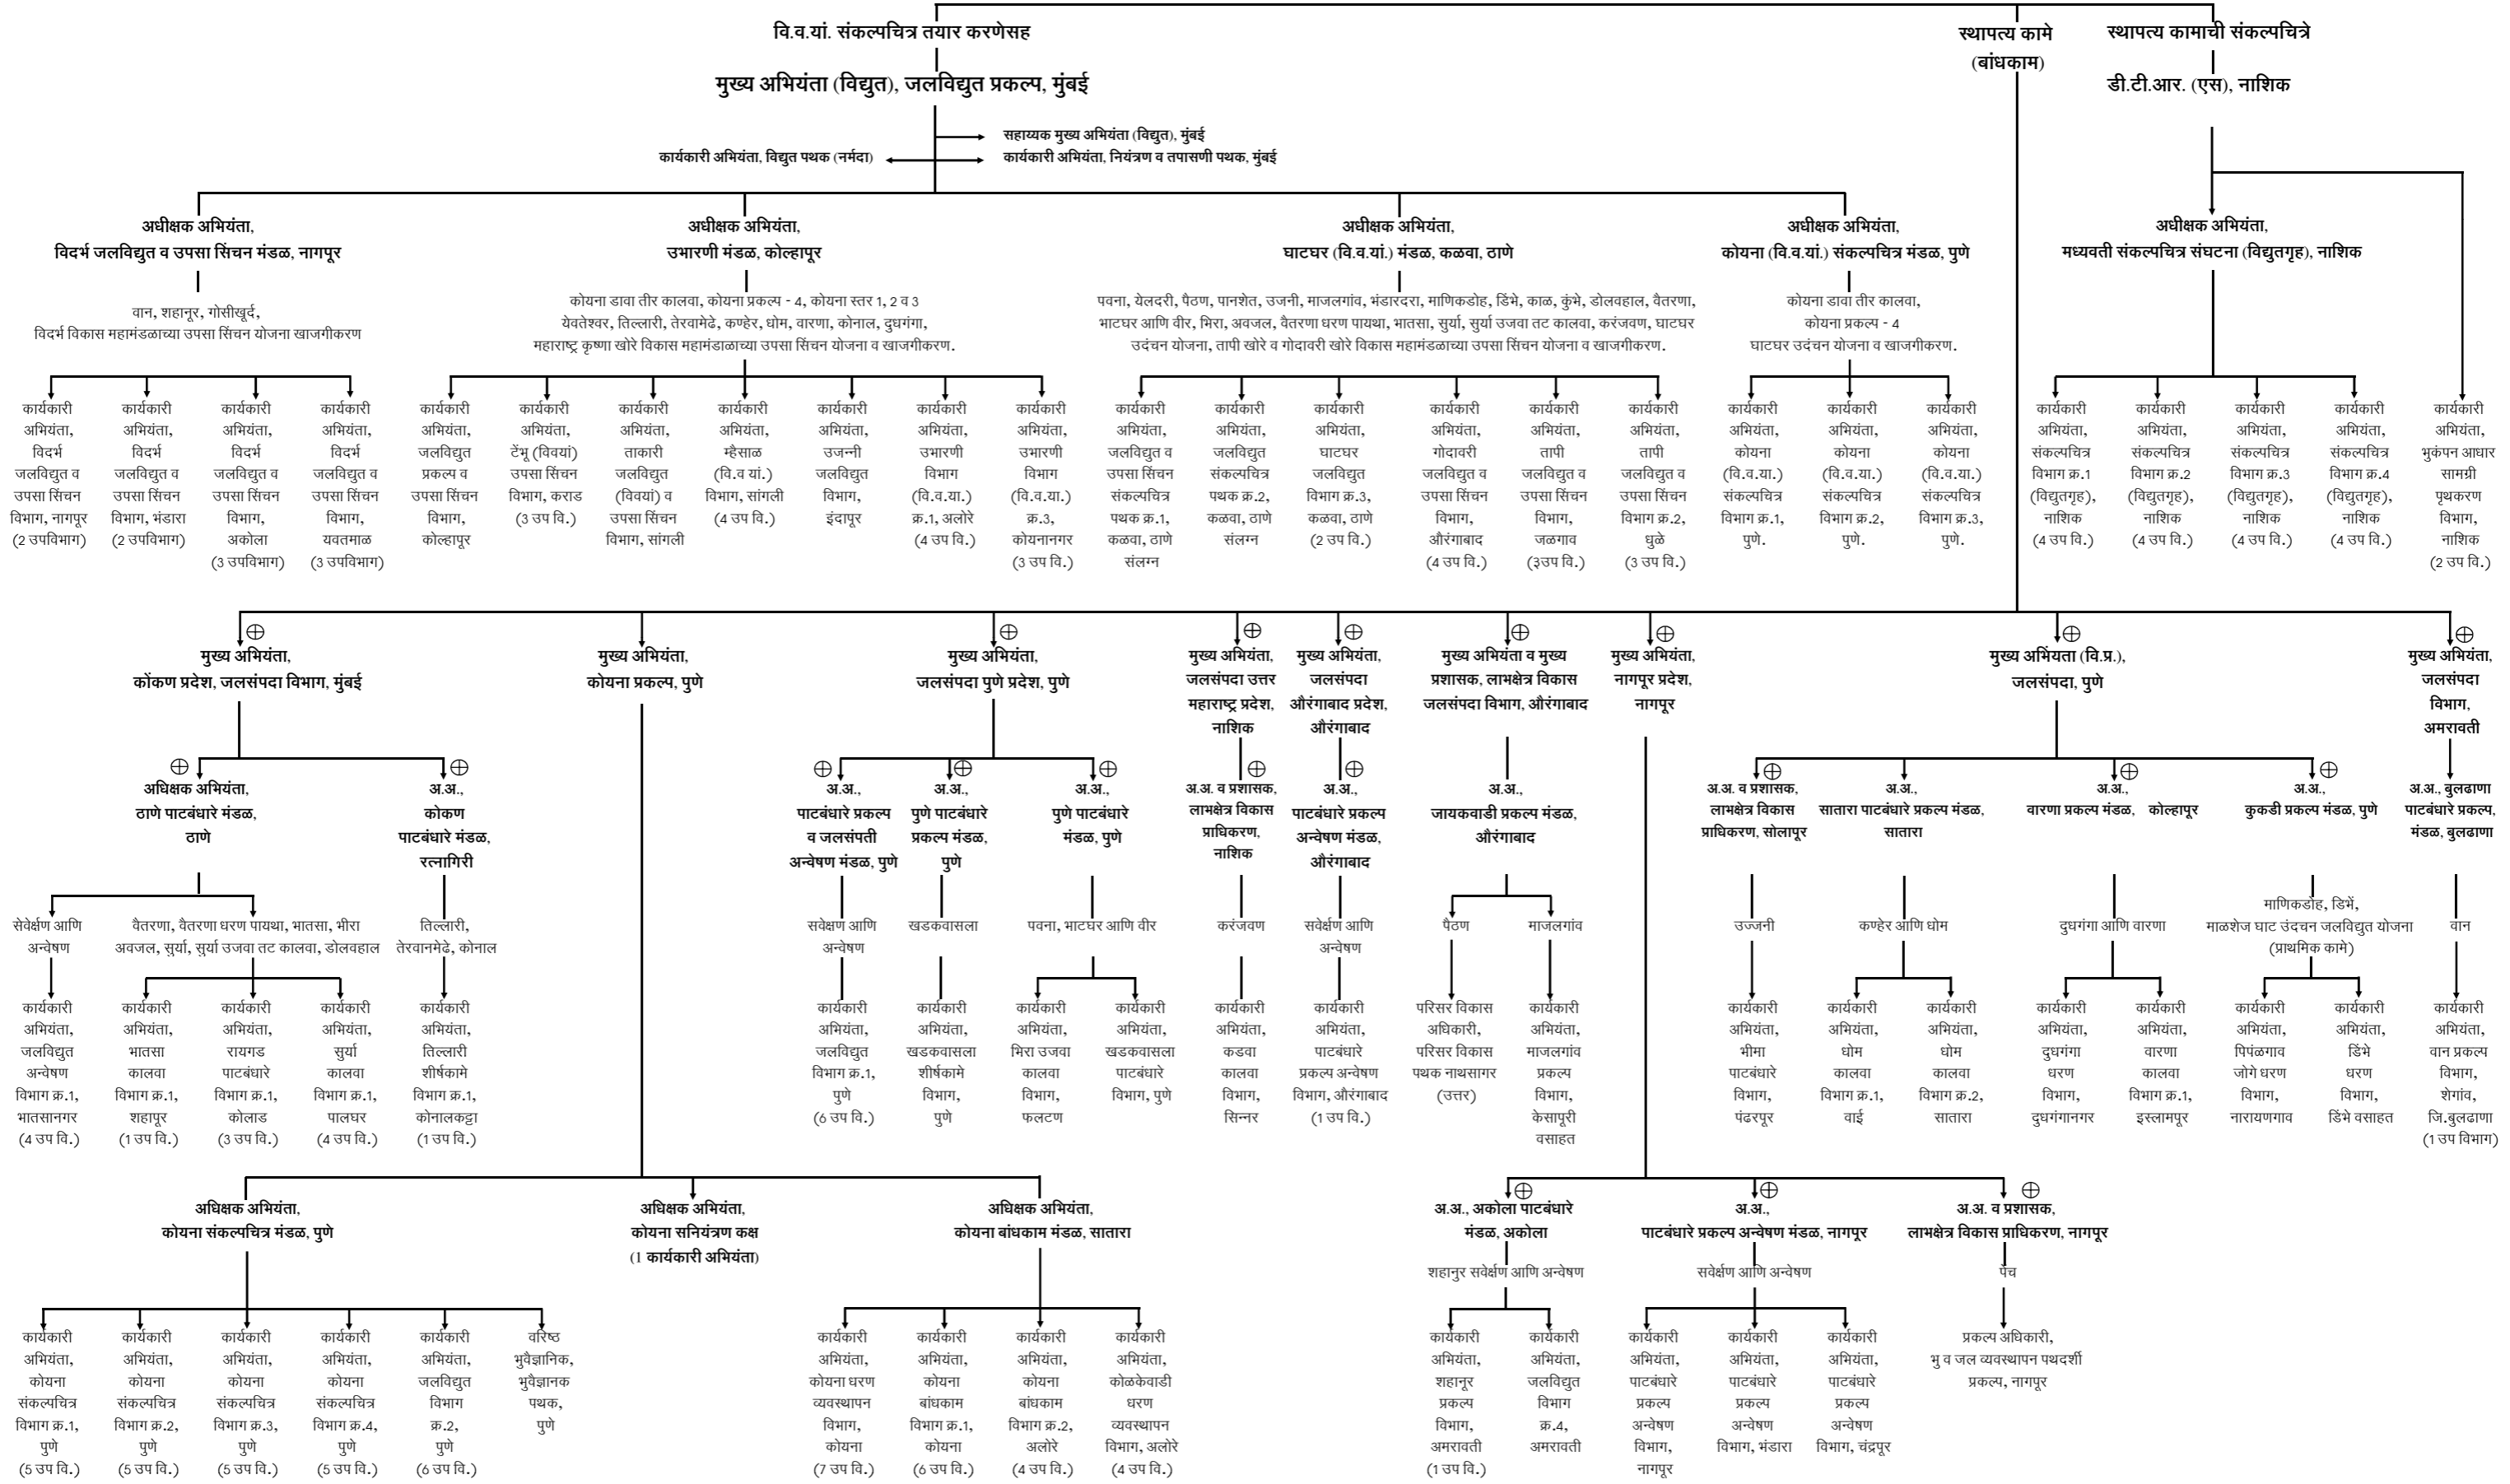 वि.व.यां. संकल्पचित्र तयार करणेसह
मुख्य अभियंता (विद्युत), जलविद्युत प्रकल्प, मुंबई
स्थापत्य कामे
(बांधकाम)
स्थापत्य कामाची संकल्पचित्रे
डी.टी.आर. (एस), नाशिक
सहाय्यक मुख्य अभियंता (विद्युत), मुंबई
कार्यकारी अभियंता, विद्युत पथक (नर्मदा)
कार्यकारी अभियंता, नियंत्रण व तपासणी पथक, मुंबई
अधीक्षक अभियंता,
विदर्भ जलविद्युत व उपसा सिंचन मंडळ, नागपूर
वान, शहानूर, गोसीखूर्द,
विदर्भ विकास महामंडळाच्या उपसा सिंचन योजना खाजगीकरण
अधीक्षक अभियंता,
उभारणी मंडळ, कोल्हापूर
कोयना डावा तीर कालवा, कोयना प्रकल्प - 4, कोयना स्तर 1, 2 व 3
येवतेश्वर, तिल्लारी, तेरवामेढे, कण्हेर, धोम, वारणा, कोनाल, दुधगंगा,
महाराष्ट्र कृष्णा खोरे विकास महामंडाळाच्या उपसा सिंचन योजना व खाजगीकरण.
अधीक्षक अभियंता,
घाटघर (वि.व.यां.) मंडळ, कळवा, ठाणे
पवना, येलदरी, पैठण, पानशेत, उजनी, माजलगांव, भंडारदरा, माणिकडोह, डिंभे, काळ, कुंभे, डोलवहाल, वैतरणा,
भाटघर आणि वीर, भिरा, अवजल, वैतरणा धरण पायथा, भातसा, सुर्या, सुर्या उजवा तट कालवा, करंजवण, घाटघर
उदंचन योजना, तापी खोरे व गोदावरी खोरे विकास महामंडळाच्या उपसा सिंचन योजना व खाजगीकरण.
अधीक्षक अभियंता,
कोयना (वि.व.यां.) संकल्पचित्र मंडळ, पुणे
कोयना डावा तीर कालवा,
कोयना प्रकल्प - 4
घाटघर उदंचन योजना व खाजगीकरण.
अधीक्षक अभियंता,
मध्यवती संकल्पचित्र संघटना (विद्युतगृह), नाशिक
कार्यकारी
अभियंता,
विदर्भ
जलविद्युत व
उपसा सिंचन
विभाग, नागपूर
(2 उपविभाग)
कार्यकारी
अभियंता,
विदर्भ
जलविद्युत व
उपसा सिंचन
विभाग, भंडारा
(2 उपविभाग)
कार्यकारी
अभियंता,
विदर्भ
जलविद्युत व
उपसा सिंचन
विभाग,
अकोला
(3 उपविभाग)
कार्यकारी
अभियंता,
विदर्भ
जलविद्युत व
उपसा सिंचन
विभाग,
यवतमाळ
(3 उपविभाग)
कार्यकारी
अभियंता,
जलविद्युत
प्रकल्प व
उपसा सिंचन
विभाग,
कोल्हापूर
कार्यकारी
अभियंता,
टेंभू (विवयां)
उपसा सिंचन
विभाग, कराड
(3 उप वि.)
कार्यकारी
अभियंता,
ताकारी
जलविद्युत
(विवयां) व
उपसा सिंचन
विभाग, सांगली
कार्यकारी
अभियंता,
म्हैसाळ
(वि.व यां.)
विभाग, सांगली
(4 उप वि.)
कार्यकारी
अभियंता,
उजन्नी
जलविद्युत
विभाग,
इंदापूर
कार्यकारी
अभियंता,
उभारणी
विभाग
(वि.व.या.)
क्र.1, अलोरे
(4 उप वि.)
कार्यकारी
अभियंता,
उभारणी
विभाग
(वि.व.या.)
क्र.3,
कोयनानगर
(3 उप वि.)
कार्यकारी
अभियंता,
जलविद्युत व
उपसा सिंचन
संकल्पचित्र
पथक क्र.1,
कळवा, ठाणे
संलग्न
कार्यकारी
अभियंता,
जलविद्युत
संकल्पचित्र
पथक क्र.2,
कळवा, ठाणे
संलग्न
कार्यकारी
अभियंता,
घाटघर
जलविद्युत
विभाग क्र.3,
कळवा, ठाणे
(2 उप वि.)
कार्यकारी
अभियंता,
गोदावरी
जलविद्युत व
उपसा सिंचन
विभाग,
औरंगाबाद
(4 उप वि.)
कार्यकारी
अभियंता,
तापी
जलविद्युत व
उपसा सिंचन
विभाग,
जळगाव
(३उप वि.)
कार्यकारी
अभियंता,
तापी
जलविद्युत व
उपसा सिंचन
विभाग क्र.2,
धुळे
(3 उप वि.)
कार्यकारी
अभियंता,
कोयना
(वि.व.या.)
संकल्पचित्र
विभाग क्र.1,
पुणे.
कार्यकारी
अभियंता,
कोयना
(वि.व.या.)
संकल्पचित्र
विभाग क्र.2,
पुणे.
कार्यकारी
अभियंता,
कोयना
(वि.व.या.)
संकल्पचित्र
विभाग क्र.3,
पुणे.
कार्यकारी
अभियंता,
संकल्पचित्र
विभाग क्र.1
(विद्युतगृह),
नाशिक
(4 उप वि.)
कार्यकारी
अभियंता,
संकल्पचित्र
विभाग क्र.2
(विद्युतगृह),
नाशिक
(4 उप वि.)
कार्यकारी
अभियंता,
संकल्पचित्र
विभाग क्र.3
(विद्युतगृह),
नाशिक
(4 उप वि.)
कार्यकारी
अभियंता,
संकल्पचित्र
विभाग क्र.4
(विद्युतगृह),
नाशिक
(4 उप वि.)
कार्यकारी
अभियंता,
भुकंपन आधार
सामग्री
पृथकरण
विभाग,
नाशिक
(2 उप वि.)
मुख्य अभियंता,
कोंकण प्रदेश, जलसंपदा विभाग, मुंबई
मुख्य अभियंता,
कोयना प्रकल्प, पुणे
मुख्य अभियंता,
जलसंपदा पुणे प्रदेश, पुणे
मुख्य अभियंता,
जलसंपदा उत्तर
महाराष्ट्र प्रदेश,
नाशिक
मुख्य अभियंता,
जलसंपदा
औरंगाबाद प्रदेश,
औरंगाबाद
मुख्य अभियंता व मुख्य
प्रशासक, लाभक्षेत्र विकास
जलसंपदा विभाग, औरंगाबाद
मुख्य अभियंता,
नागपूर प्रदेश,
नागपूर
मुख्य अभिंयता (वि.प्र.),
जलसंपदा, पुणे
मुख्य अभियंता,
जलसंपदा
विभाग,
अमरावती
अधिक्षक अभियंता,
ठाणे पाटबंधारे मंडळ,
ठाणे
अ.अ.,
कोकण
पाटबंधारे मंडळ,
रत्नागिरी
अ.अ.,
पाटबंधारे प्रकल्प
व जलसंपती
अन्वेषण मंडळ, पुणे
अ.अ.,
पुणे पाटबंधारे
प्रकल्प मंडळ,
पुणे
अ.अ.,
पुणे पाटबंधारे
मंडळ, पुणे
अ.अ. व प्रशासक,
लाभक्षेत्र विकास
प्राधिकरण,
नाशिक
अ.अ.,
पाटबंधारे प्रकल्प
अन्वेषण मंडळ,
औरंगाबाद
अ.अ.,
जायकवाडी प्रकल्प मंडळ,
औरंगाबाद
अ.अ. व प्रशासक,
लाभक्षेत्र विकास
प्राधिकरण, सोलापूर
अ.अ.,
सातारा पाटबंधारे प्रकल्प मंडळ,
सातारा
अ.अ.,
वारणा प्रकल्प मंडळ, कोल्हापूर
अ.अ.,
कुकडी प्रकल्प मंडळ, पुणे
अ.अ., बुलढाणा
पाटबंधारे प्रकल्प,
मंडळ, बुलढाणा
सेवेर्क्षण आणि
अन्वेषण
वैतरणा, वैतरणा धरण पायथा, भातसा, भीरा
अवजल, सुर्या, सुर्या उजवा तट कालवा, डोलवहाल
तिल्लारी,
तेरवानमेढे, कोनाल
सवेक्षण आणि
अन्वेषण
खडकवासला
पवना, भाटघर आणि वीर
करंजवण
सवेर्क्षण आणि
अन्वेषण
पैठण
माजलगांव
उज्जनी
कण्हेर आणि धोम
दुधगंगा आणि वारणा
माणिकडोह, डिभें,
माळशेज घाट उंदचन जलविद्युत योजना
(प्राथमिक कामे)
वान
कार्यकारी
अभियंता,
जलविद्युत
अन्वेषण
विभाग क्र.1,
भातसानगर
(4 उप वि.)
कार्यकारी
अभियंता,
भातसा
कालवा
विभाग क्र.1,
शहापूर
(1 उप वि.)
कार्यकारी
अभियंता,
रायगड
पाटबंधारे
विभाग क्र.1,
कोलाड
(3 उप वि.)
कार्यकारी
अभियंता,
सुर्या
कालवा
विभाग क्र.1,
पालघर
(4 उप वि.)
कार्यकारी
अभियंता,
तिल्लारी
शीर्षकामे
विभाग क्र.1,
कोनालकट्टा
(1 उप वि.)
कार्यकारी
अभियंता,
जलविद्युत
विभाग क्र.1,
पुणे
(6 उप वि.)
कार्यकारी
अभियंता,
खडकवासला
शीर्षकामे
विभाग,
पुणे
कार्यकारी
अभियंता,
भिरा उजवा
कालवा
विभाग,
फलटण
कार्यकारी
अभियंता,
खडकवासला
पाटबंधारे
विभाग, पुणे
कार्यकारी
अभियंता,
कडवा
कालवा
विभाग,
सिन्नर
कार्यकारी
अभियंता,
पाटबंधारे
प्रकल्प अन्वेषण
विभाग, औरंगाबाद
(1 उप वि.)
परिसर विकास
अधिकारी,
परिसर विकास
पथक नाथसागर
(उत्तर)
कार्यकारी
अभियंता,
माजलगांव
प्रकल्प
विभाग,
केसापूरी
वसाहत
कार्यकारी
अभियंता,
भीमा
पाटबंधारे
विभाग,
पंढरपूर
कार्यकारी
अभियंता,
धोम
कालवा
विभाग क्र.1,
वाई
कार्यकारी
अभियंता,
धोम
कालवा
विभाग क्र.2,
सातारा
कार्यकारी
अभियंता,
दुधगंगा
धरण
विभाग,
दुधगंगानगर
कार्यकारी
अभियंता,
वारणा
कालवा
विभाग क्र.1,
इस्लामपूर
कार्यकारी
अभियंता,
पिपंळगाव
जोगे धरण
विभाग,
नारायणगाव
कार्यकारी
अभियंता,
डिंभे
धरण
विभाग,
डिंभे वसाहत
कार्यकारी
अभियंता,
वान प्रकल्प
विभाग,
शेगांव,
जि.बुलढाणा
(1 उप विभाग)
अधिक्षक अभियंता,
कोयना संकल्पचित्र मंडळ, पुणे
अधिक्षक अभियंता,
कोयना सनियंत्रण कक्ष
(1 कार्यकारी अभियंता)
अधिक्षक अभियंता,
कोयना बांधकाम मंडळ, सातारा
अ.अ., अकोला पाटबंधारे
मंडळ, अकोला
शहानुर सवेर्क्षण आणि अन्वेषण
अ.अ.,
पाटबंधारे प्रकल्प अन्वेषण मंडळ, नागपूर
सवेर्क्षण आणि अन्वेषण
अ.अ. व प्रशासक,
लाभक्षेत्र विकास प्राधिकरण, नागपूर
पेंच
कार्यकारी
अभियंता,
कोयना
संकल्पचित्र
विभाग क्र.1,
पुणे
(5 उप वि.)
कार्यकारी
अभियंता,
कोयना
संकल्पचित्र
विभाग क्र.2,
पुणे
(5 उप वि.)
कार्यकारी
अभियंता,
कोयना
संकल्पचित्र
विभाग क्र.3,
पुणे
(5 उप वि.)
कार्यकारी
अभियंता,
कोयना
संकल्पचित्र
विभाग क्र.4,
पुणे
(5 उप वि.)
कार्यकारी
अभियंता,
जलविद्युत
विभाग
क्र.2,
पुणे
(6 उप वि.)
वरिष्ठ
भुवैज्ञानिक,
भुवैज्ञानक
पथक,
पुणे
कार्यकारी
अभियंता,
कोयना धरण
व्यवस्थापन
विभाग,
कोयना
(7 उप वि.)
कार्यकारी
अभियंता,
कोयना
बांधकाम
विभाग क्र.1,
कोयना
(6 उप वि.)
कार्यकारी
अभियंता,
कोयना
बांधकाम
विभाग क्र.2,
अलोरे
(4 उप वि.)
कार्यकारी
अभियंता,
कोळकेवाडी
धरण
व्यवस्थापन
विभाग, अलोरे
(4 उप वि.)
कार्यकारी
अभियंता,
शहानूर
प्रकल्प
विभाग,
अमरावती
(1 उप वि.)
कार्यकारी
अभियंता,
जलविद्युत
विभाग
क्र.4,
अमरावती
कार्यकारी
अभियंता,
पाटबंधारे
प्रकल्प
अन्वेषण
विभाग,
नागपूर
कार्यकारी
अभियंता,
पाटबंधारे
प्रकल्प
अन्वेषण
विभाग, भंडारा
कार्यकारी
अभियंता,
पाटबंधारे
प्रकल्प
अन्वेषण
विभाग, चंद्रपूर
प्रकल्प अधिकारी,
भु व जल व्यवस्थापन पथदर्शी
प्रकल्प, नागपूर